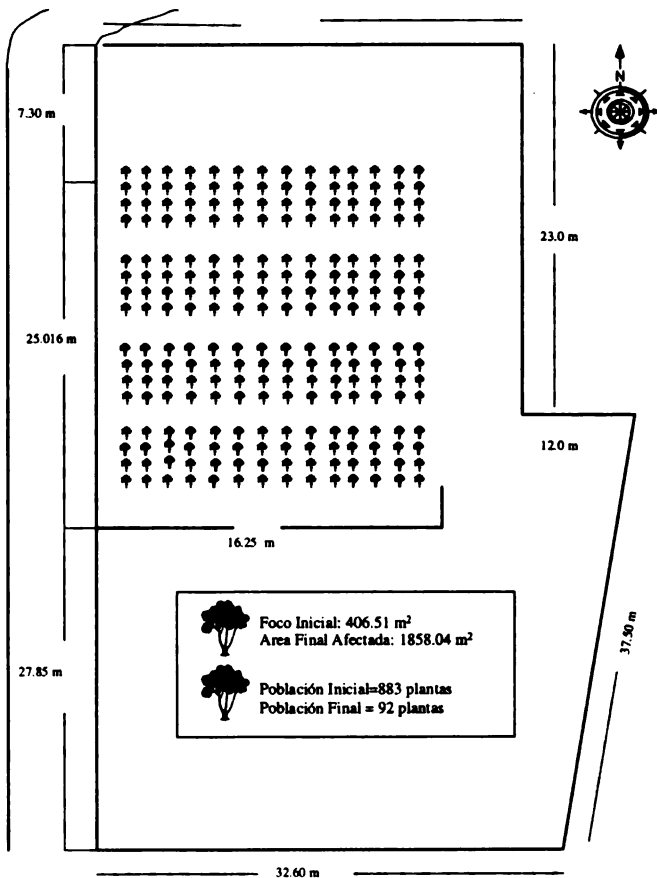 N
7.30 m
23.0 m
25.016 m
12.0 m
16.25 m
Foco Inicial: 406.51 m²
Area Final Afectada: 1858.04 m²
37.50 m
27.85 m
Población Inicial=883 plantas
Población Final = 92 plantas
32.60 m